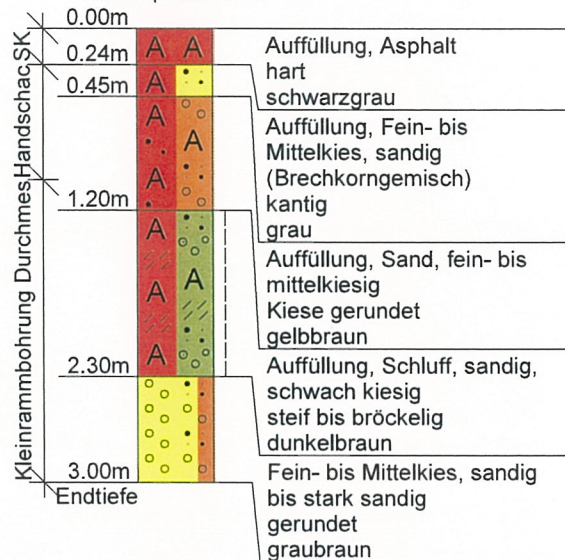 0.00m
0.24m
0.45m
1.20m
2.30m
3.00m
Endtiefe
Kleinrammbohrung Durchmes,Handschac,SK,
A A
A
A
A
A
A
A
A
A
Auffüllung, Asphalt
hart
schwarzgrau
Auffüllung, Fein- bis
Mittelkies, sandig
(Brechkorngemisch)
kantig
grau
Auffüllung, Sand, fein- bis
mittelkiesig
Kiese gerundet
gelbbraun
Auffüllung, Schluff, sandig,
schwach kiesig
steif bis bröckelig
dunkelbraun
Fein- bis Mittelkies, sandig
bis stark sandig
gerundet
graubraun